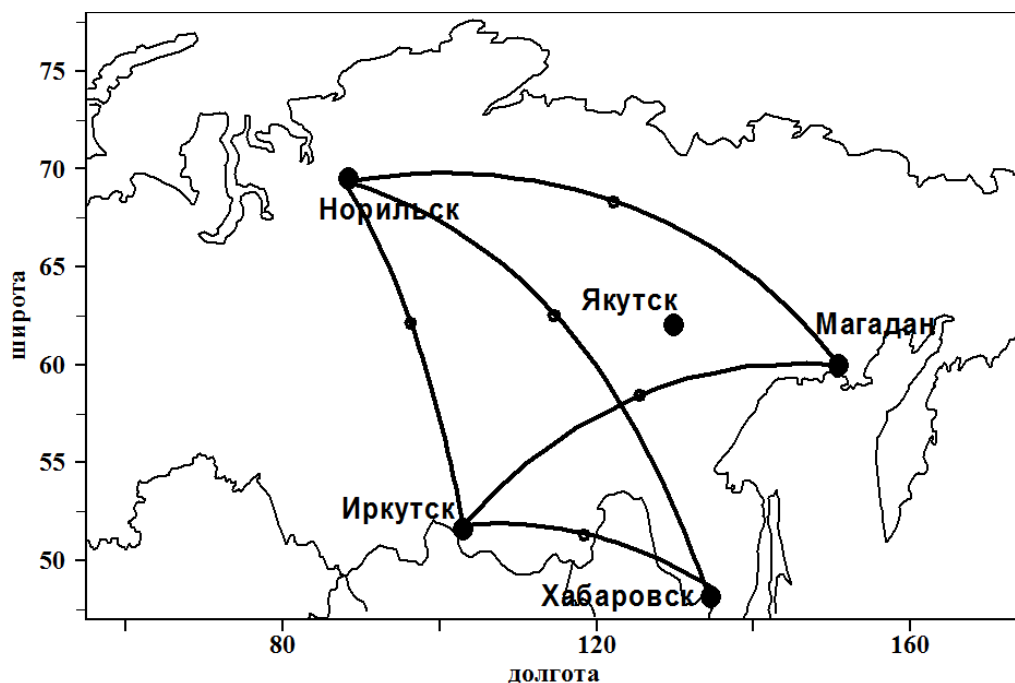 75
70
Норильск
65
Якутск
Магадан
широта
60
55
Иркутск
50
Хабаровск
80
120
160
долгота